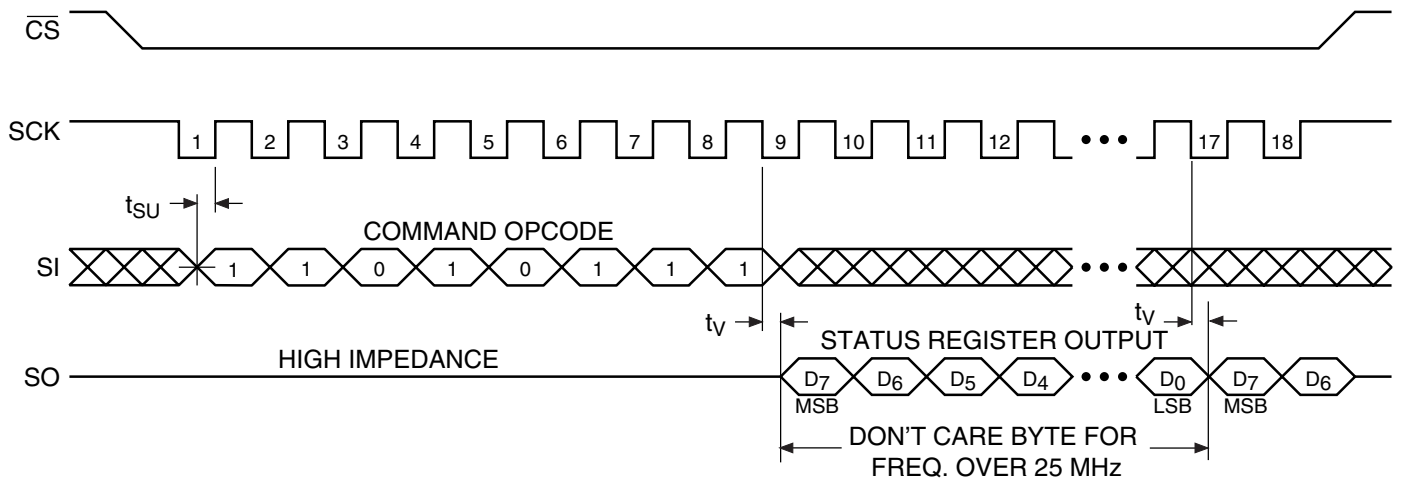 CS
SCK 1 2 3 4 5 6 7 8 9 10 11 12 ••• 17 18
tSU
COMMAND OPCODE
SI 1 1 0 1 0 1 1 1 •••
tV tV
STATUS REGISTER OUTPUT
HIGH IMPEDANCE
SO D7 D6 D5 D4 ••• D0 D7 D6
MSB LSB MSB
DON'T CARE BYTE FOR
FREQ. OVER 25 MHz